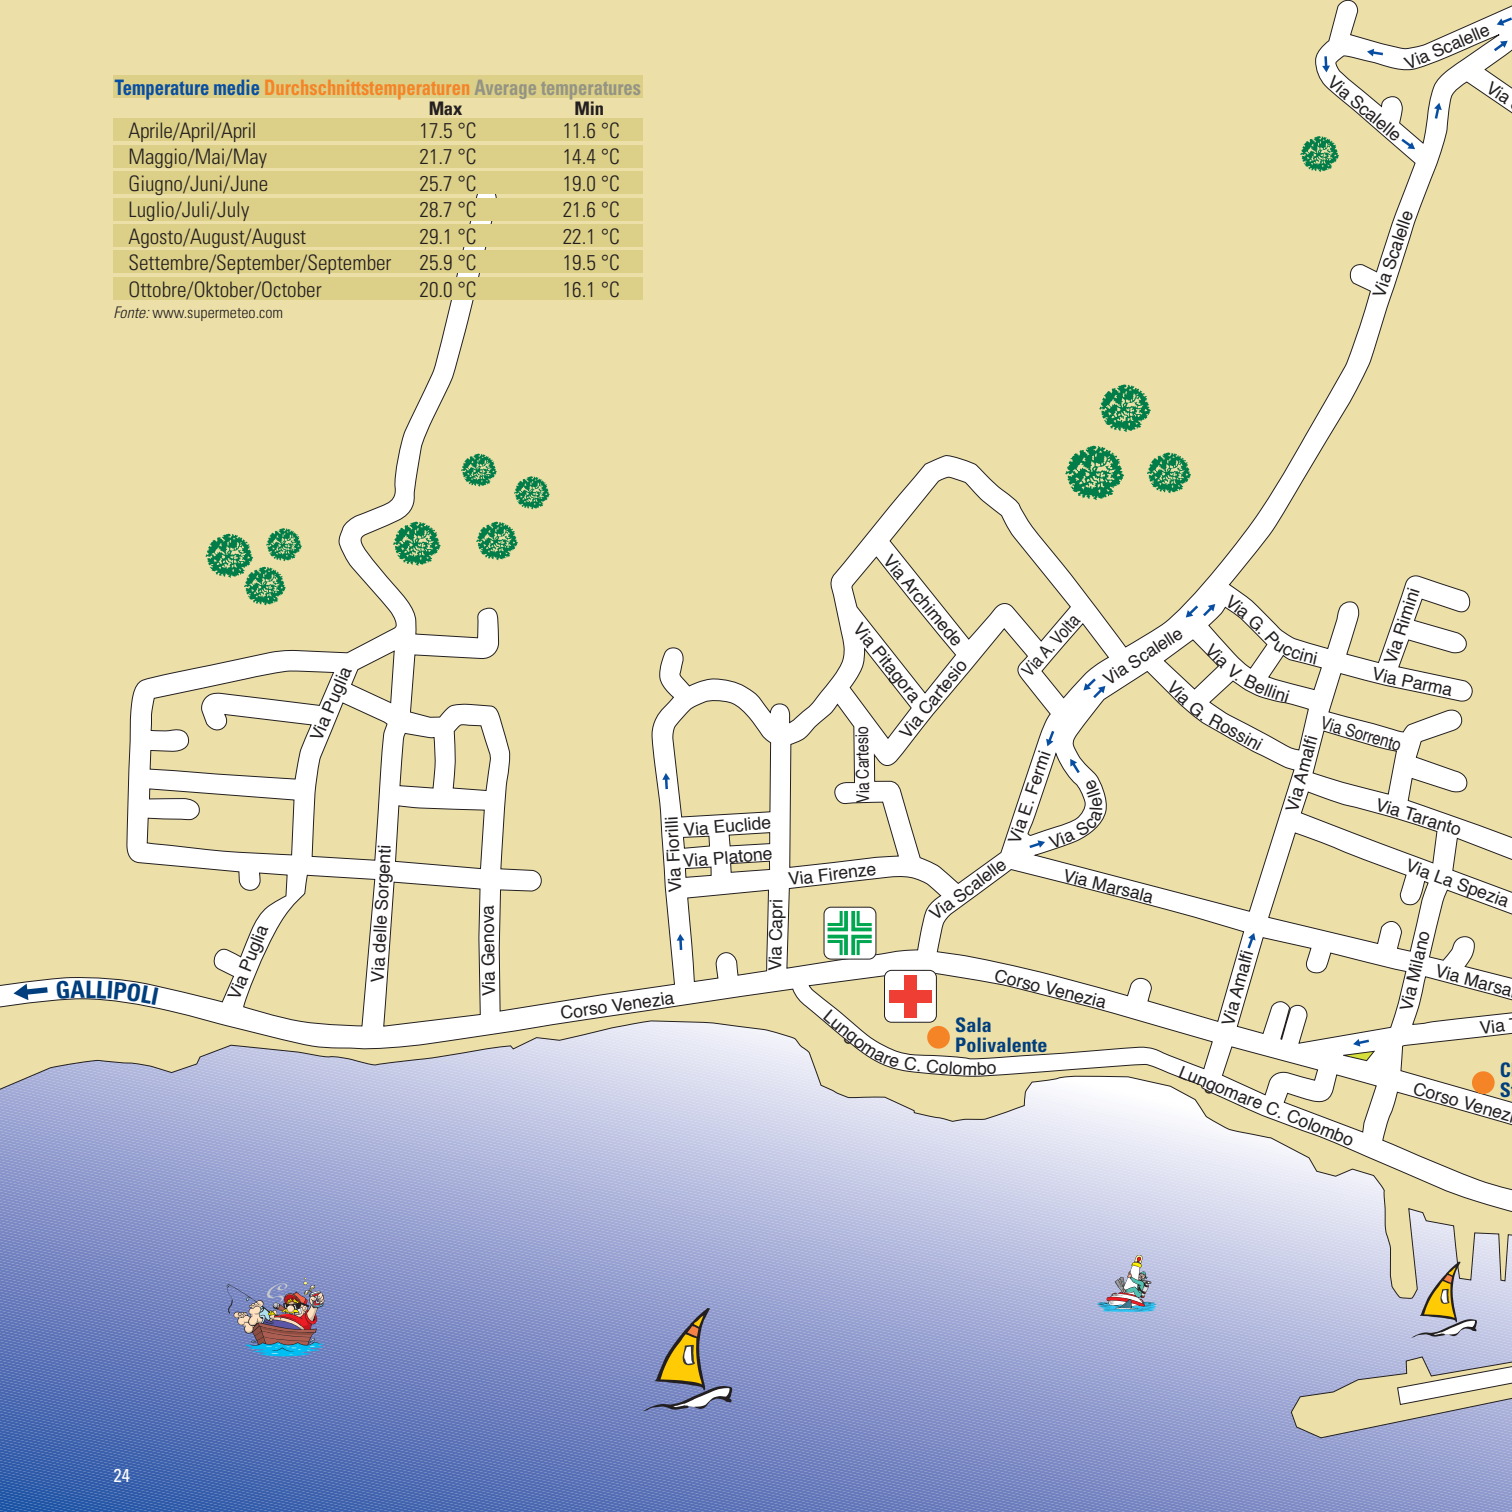 Temperature medie Durchschnittstemperaturen Average temperatures
Max Min
Aprile/April/April 17.5 °C 11.6 °C
Maggio/Mai/May 21.7 °C 14.4 °C
Giugno/Juni/June 25.7 °C 19.0 °C
Luglio/Juli/July 28.7 °C 21.6 °C
Agosto/August/August 29.1 °C 22.1 °C
Settembre/September/September 25.9 °C 19.5 °C
Ottobre/Oktober/October 20.0 °C 16.1 °C
Fonte: www.supermeteo.com
Via Scalelle
Via Scalelle
Via
Via Scalelle
Via Archimede
Via Pitagora
Via Cartesio
Via A. Volta
Via Scalelle
Via G. Puccini
Via V. Bellini
Via G. Rossini
Via Rimini
Via Parma
Via Sorrento
Via Amalfi
Via Taranto
Via La Spezia
Via Puglia
Via Cartesio
Via E. Fermi
Via Scalelle
Via Fiorilli
Via Euclide
Via Platone
Via Firenze
Via Scalelle
Via Marsala
Via delle Sorgenti
Via Genova
Via Puglia
Via Capri
Via Amalfi
Via Milano
Via Marsa
GALLIPOLI
Corso Venezia
Corso Venezia
Via
Lungomare C. Colombo
Sala
Polivalente
Lungomare C. Colombo
Corso Venezi
C
S
24